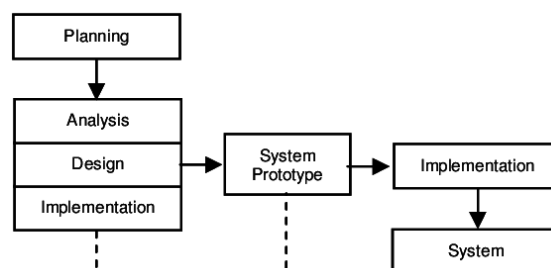 Planning
Analysis
Design
Implementation
System
Prototype
Implementation
System